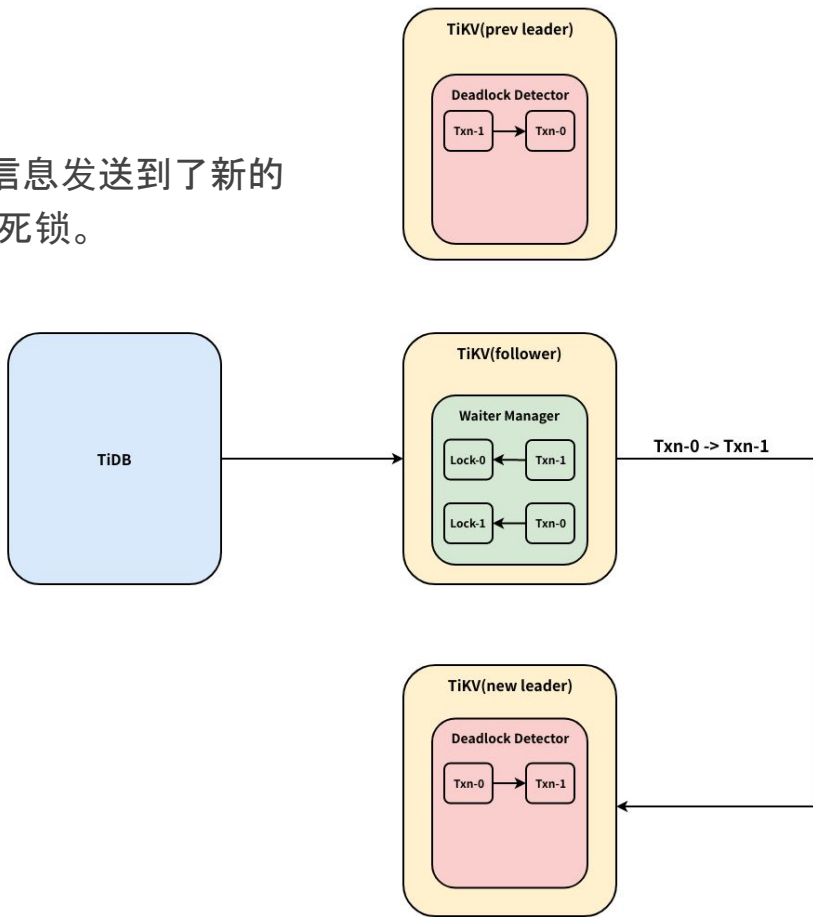 TiKV(prev leader)
Deadlock Detector
Txn-1
Txn-0
信息发送到了新的
死锁。
TiDB
TiKV(follower)
Waiter Manager
Lock-0
Txn-1
Lock-1
Txn-0
Txn-0 -> Txn-1
TiKV(new leader)
Deadlock Detector
Txn-0
Txn-1